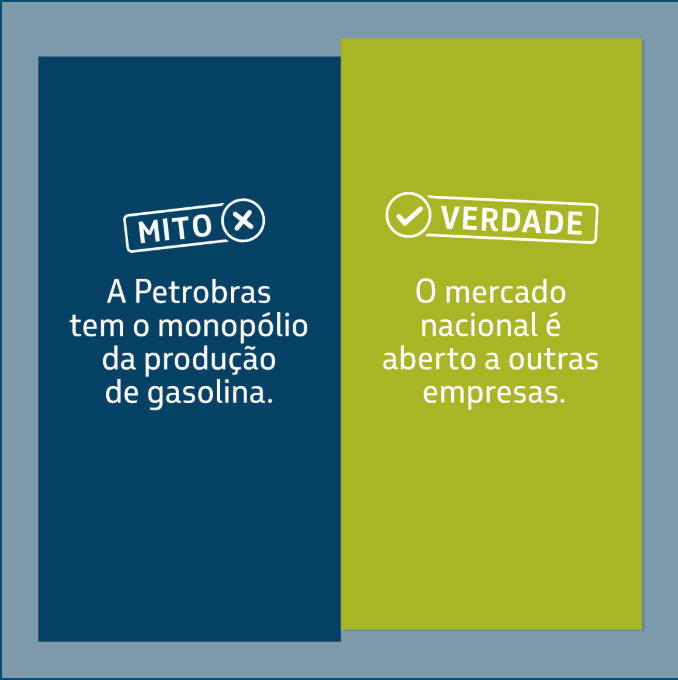 MITO
A Petrobras
tem o monopólio
da produção
de gasolina.
VERDADE
O mercado
nacional é
aberto a outras
empresas.